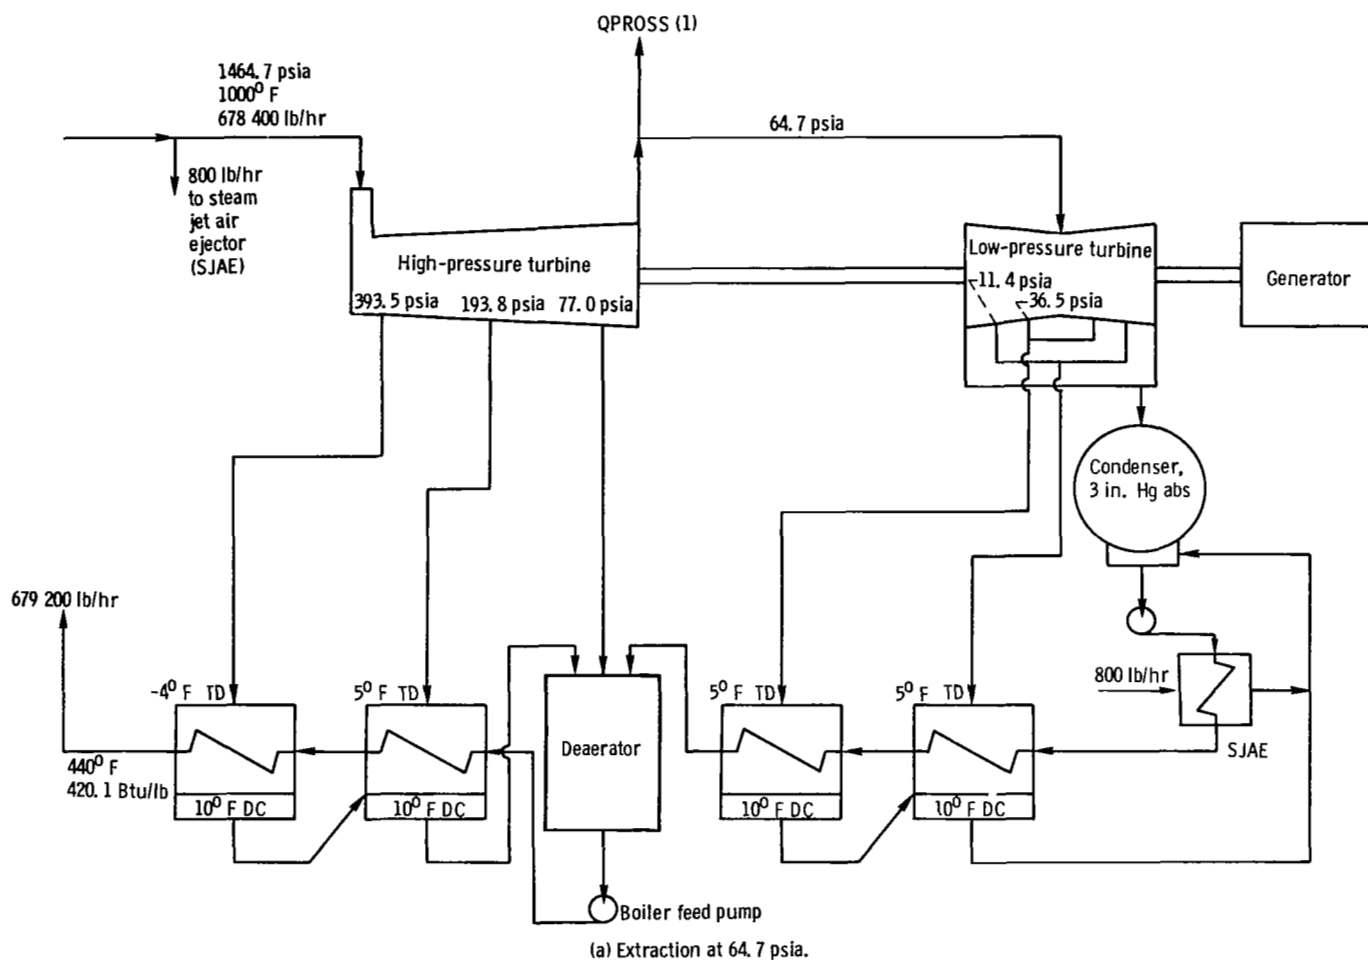 QPROSS (1)
1464.7 psia
1000° F
678 400 lb/hr
64.7 psia
800 lb/hr
to steam
jet air
ejector
(SJAE)
High-pressure turbine
393.5 psia
193.8 psia
77.0 psia
Low-pressure turbine
11.4 psia
36.5 psia
Generator
Condenser,
3 in. Hg abs
679 200 lb/hr
-4° F TD
5° F TD
5° F TD
5° F TD
800 lb/hr
SJAE
Deaerator
440° F
420.1 Btu/lb
10° F DC
10° F DC
10° F DC
10° F DC
Boiler feed pump
(a) Extraction at 64.7 psia.